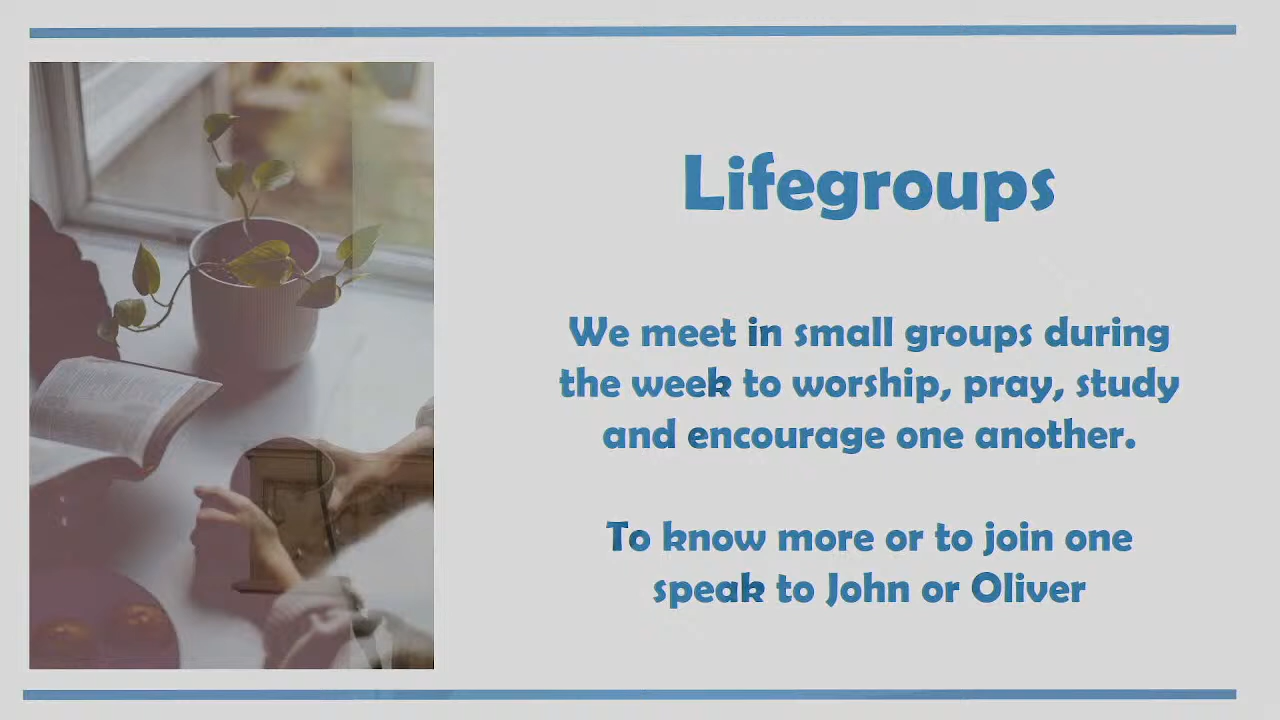 Lifegroups
We meet in small groups during
the week to worship, pray, study
and encourage one another.
To know more or to join one
speak to John or Oliver